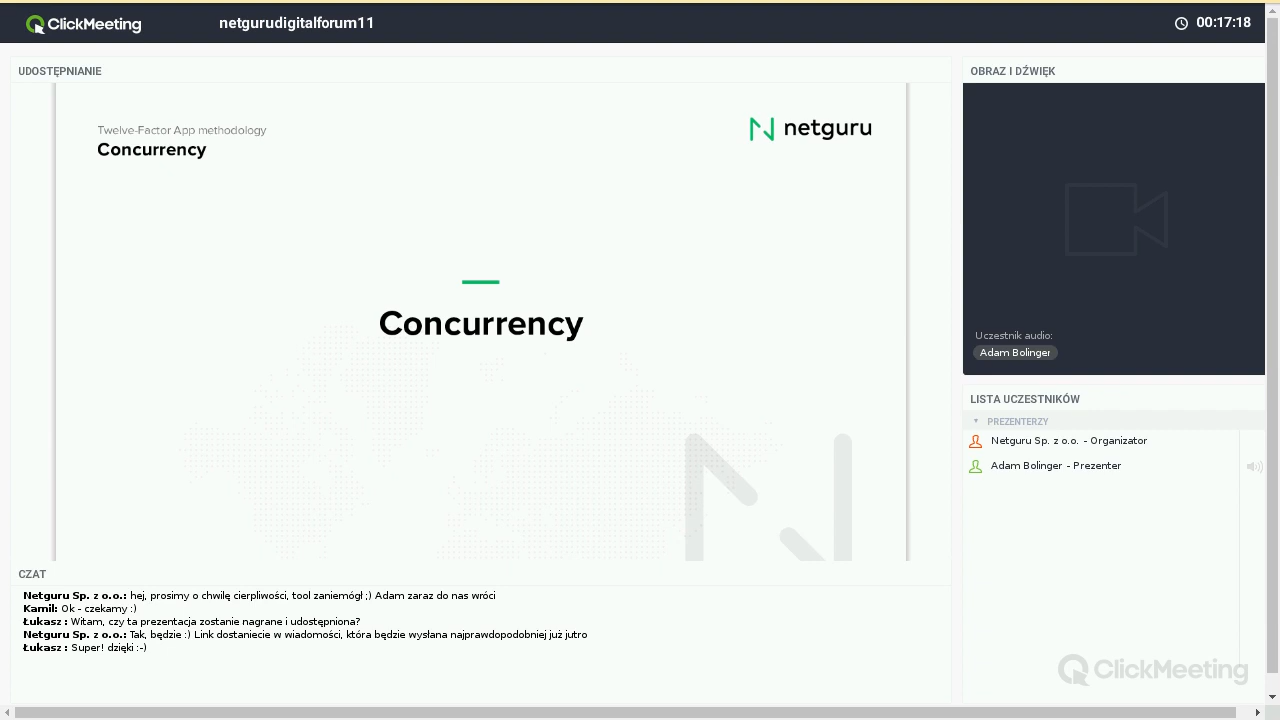 ClickMeeting
netgurudigitalforum11
00:17:18
UDOSTĘPNIANIE
Twelve-Factor App methodology
Concurrency
netguru
Concurrency
OBRAZ I DŹWIĘK
Uczestnik audio:
Adam Bolinger
LISTA UCZESTNIKÓW
PREZENTERZY
Netguru Sp. z o.o. - Organizator
Adam Bolinger - Prezenter
CZAT
Netguru Sp. z o.o.: hej, prosimy o chwilę cierpliwości, tool zaniemógł ;) Adam zaraz do nas wróci
Kamil: Ok - czekamy :)
Łukasz : Witam, czy ta prezentacja zostanie nagrane i udostępniona?
Netguru Sp. z o.o.: Tak, będzie :) Link dostaniecie w wiadomości, która będzie wysłana najprawdopodobniej już jutro
Łukasz : Super! dzięki :-)
ClickMeeting